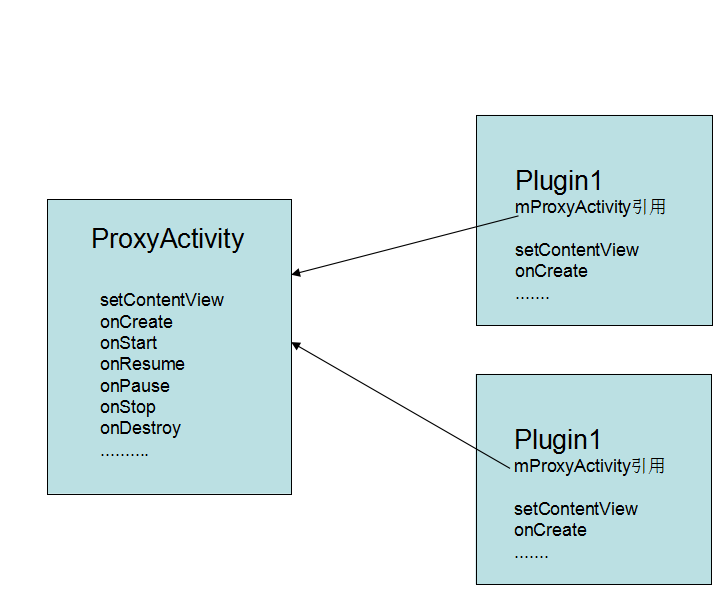 ProxyActivity
setContentView
onCreate
onStart
onResume
onPause
onStop
onDestroy
..........
Plugin1
mProxyActivity引用
setContentView
onCreate
.......
Plugin1
mProxyActivity引用
setContentView
onCreate
.......